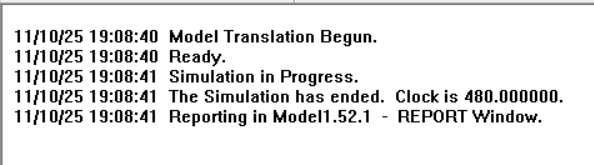 11/10/25 19:08:40 Model Translation Begun.
11/10/25 19:08:40 Ready.
11/10/25 19:08:41 Simulation in Progress.
11/10/25 19:08:41 The Simulation has ended. Clock is 480.000000.
11/10/25 19:08:41 Reporting in Model1.52.1 - REPORT Window.